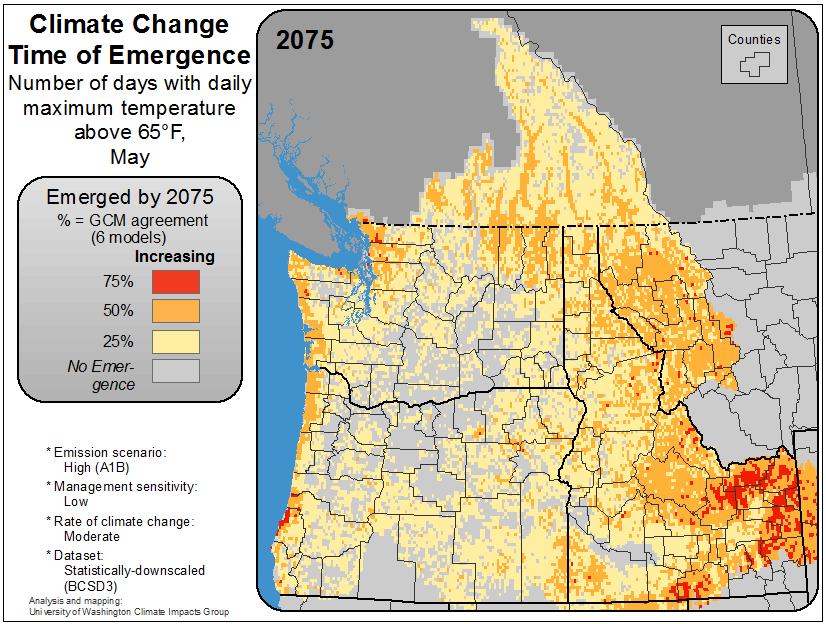 Climate Change
Time of Emergence
Number of days with daily
maximum temperature
above 65°F,
May
Emerged by 2075
% = GCM agreement
(6 models)
Increasing
75%
50%
25%
No Emer-
gence
* Emission scenario:
High (A1B)
* Management sensitivity:
Low
* Rate of climate change:
Moderate
* Dataset:
Statistically-downscaled
(BCSD3)
Analysis and mapping:
University of Washington Climate Impacts Group
2075
Counties